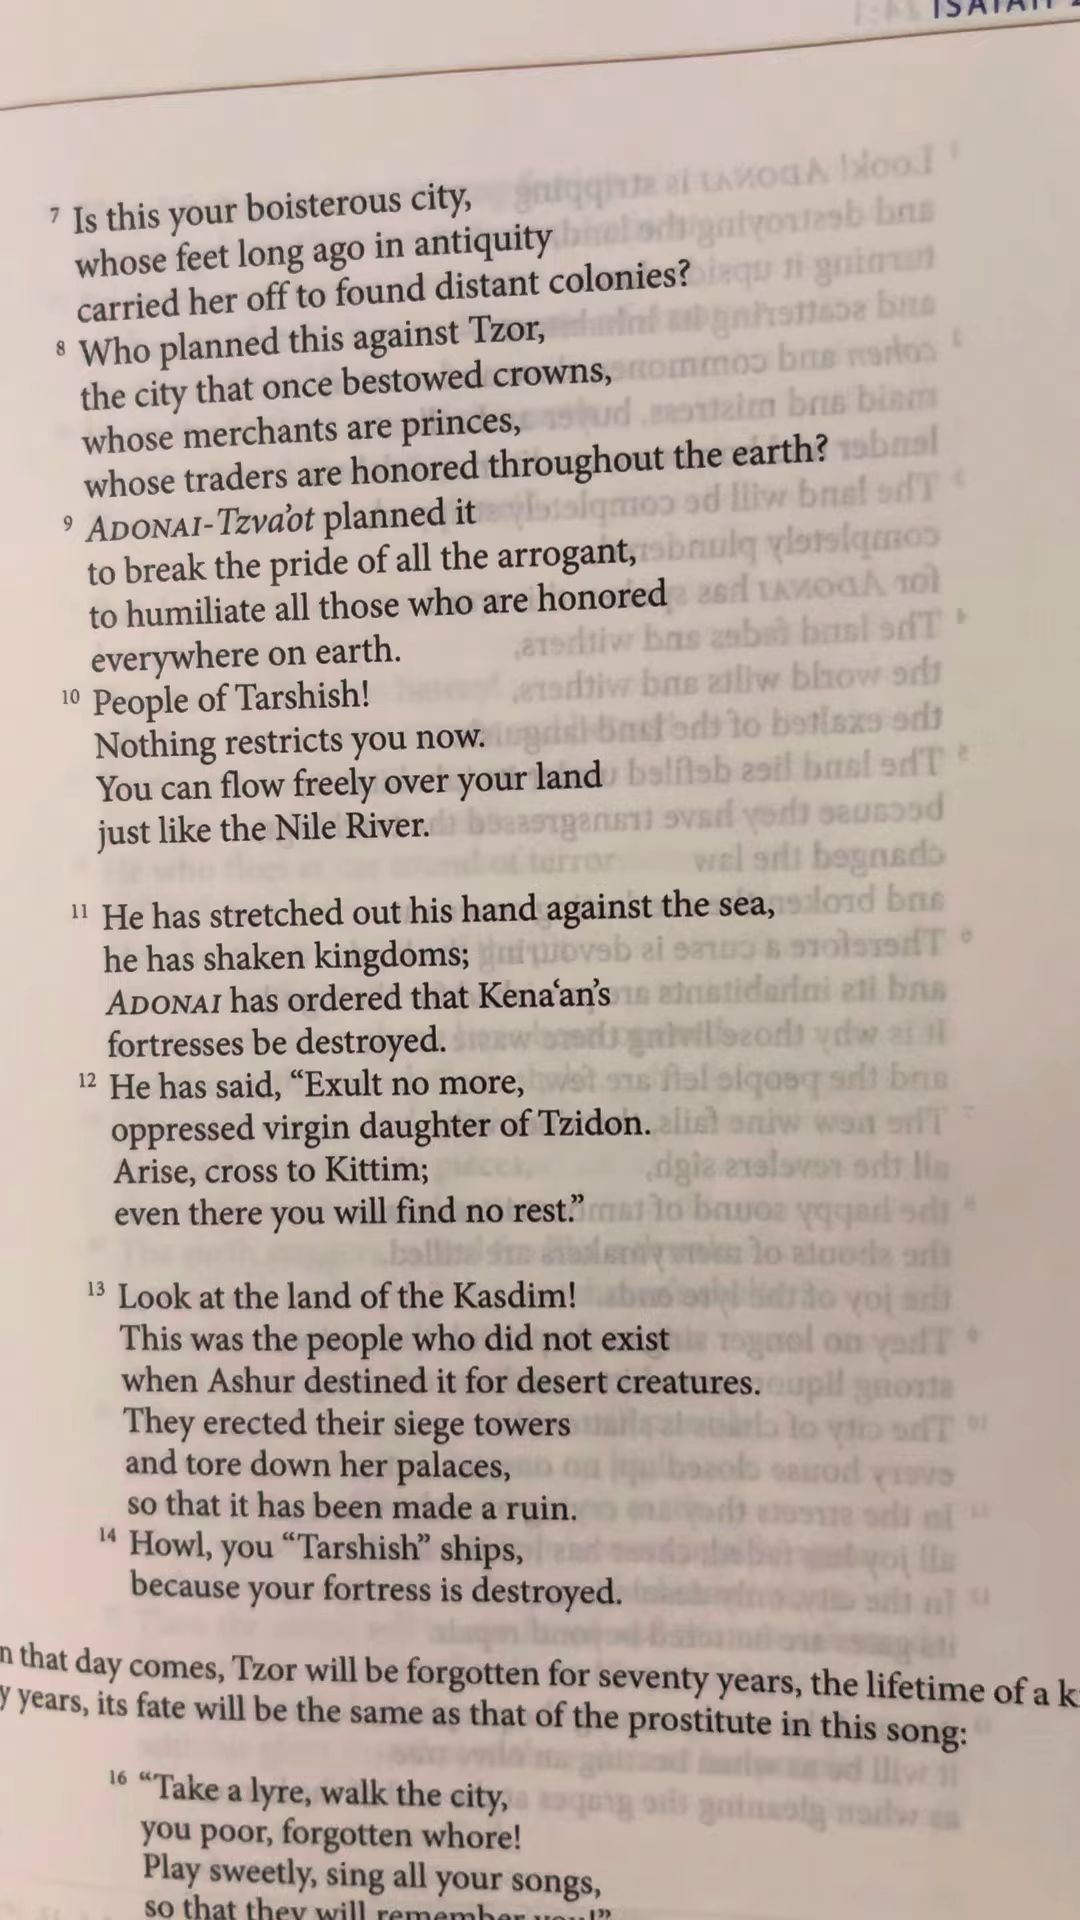 ISAIAH
7 Is this your boisterous city,
whose feet long ago in antiquity
carried her off to found distant colonies?
8 Who planned this against Tzor,
the city that once bestowed crowns,
whose merchants are princes,
whose traders are honored throughout the earth?
9 ADONAI-Tzva'ot planned it
to break the pride of all the arrogant,
to humiliate all those who are honored
everywhere on earth.
10 People of Tarshish!
Nothing restricts you now.
You can flow freely over your land
just like the Nile River.
11 He has stretched out his hand against the sea,
he has shaken kingdoms;
ADONAI has ordered that Kena‘an's
fortresses be destroyed.
12 He has said, “Exult no more,
oppressed virgin daughter of Tzidon.
Arise, cross to Kittim;
even there you will find no rest.”
13 Look at the land of the Kasdim!
This was the people who did not exist
when Ashur destined it for desert creatures.
They erected their siege towers
and tore down her palaces,
so that it has been made a ruin.
14 Howl, you “Tarshish” ships,
because your fortress is destroyed.
that day comes, Tzor will be forgotten for seventy years, the lifetime of a
years, its fate will be the same as that of the prostitute in this song:
16 “Take a lyre, walk the city,
you poor, forgotten whore!
Play sweetly, sing all your songs,
so that they will remember you!”